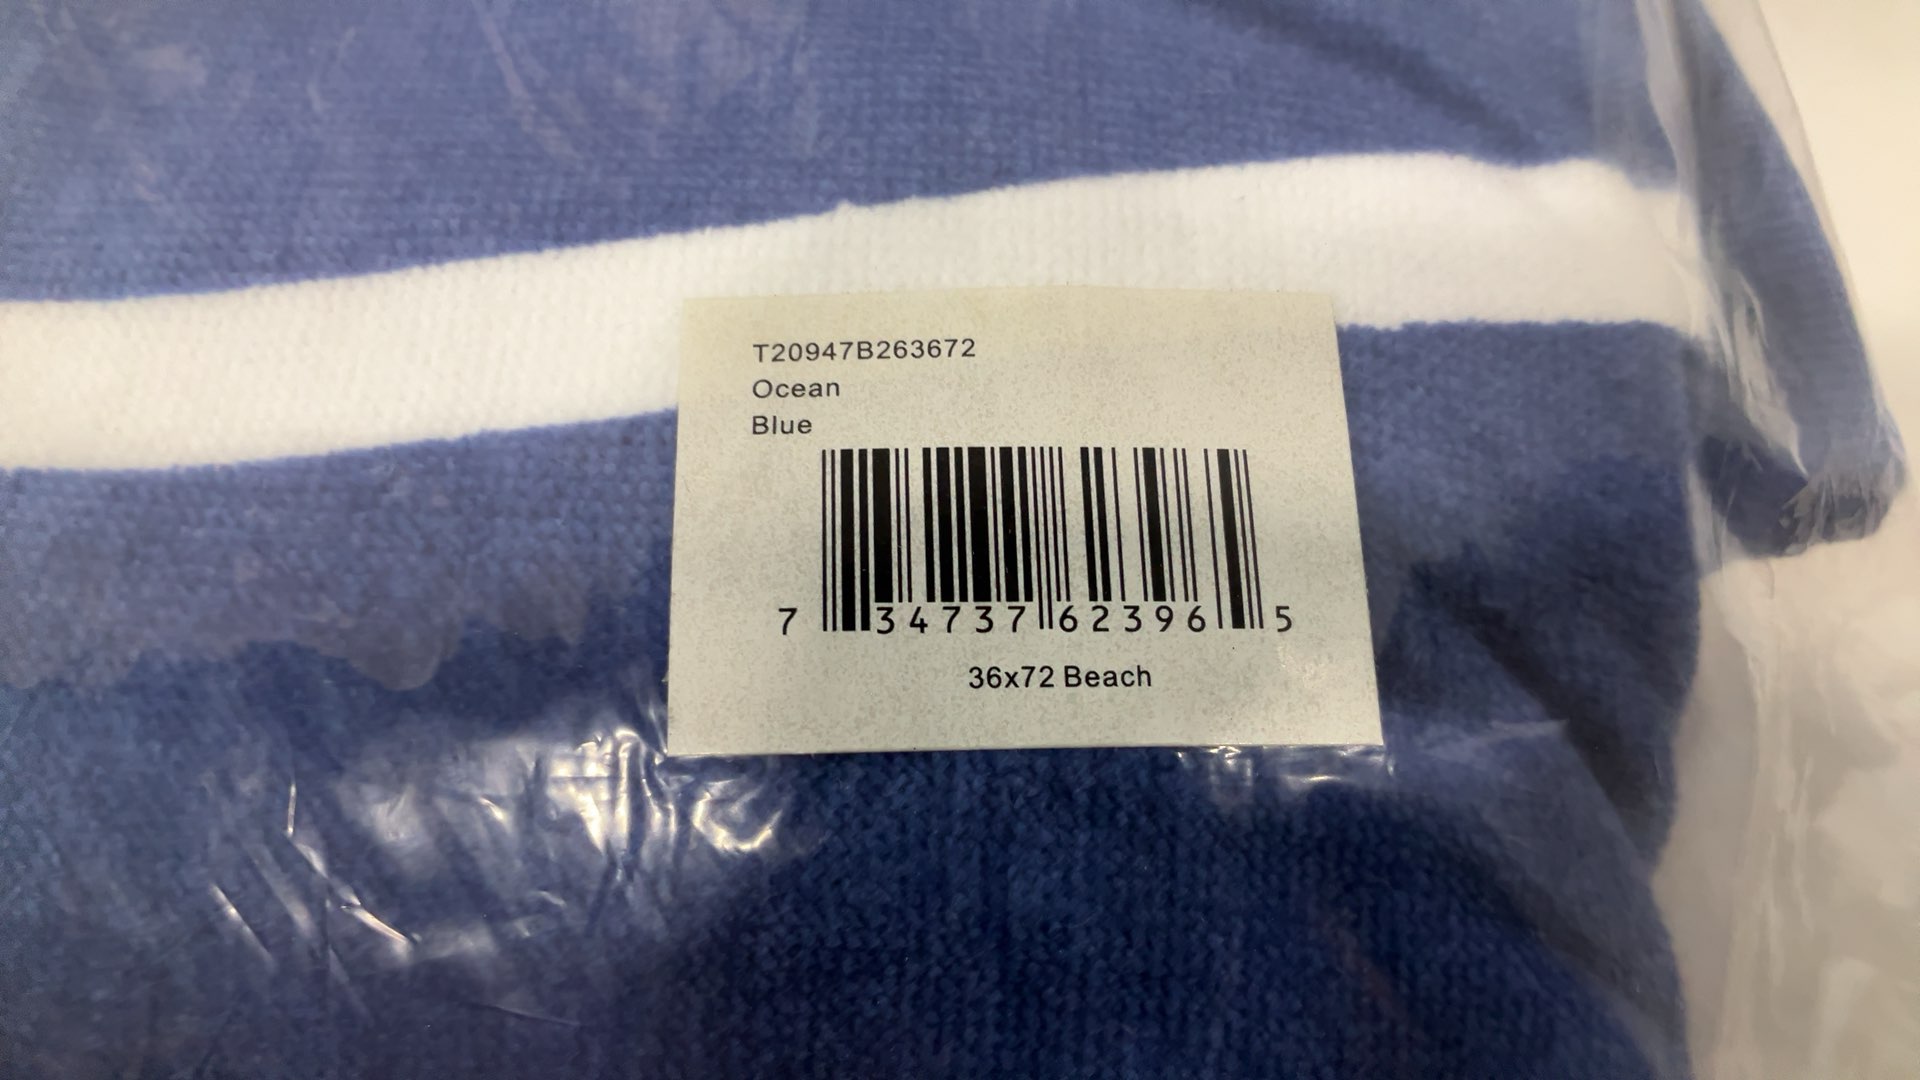 T20947B263672
Ocean
Blue
7 34737 62396 5
36x72 Beach